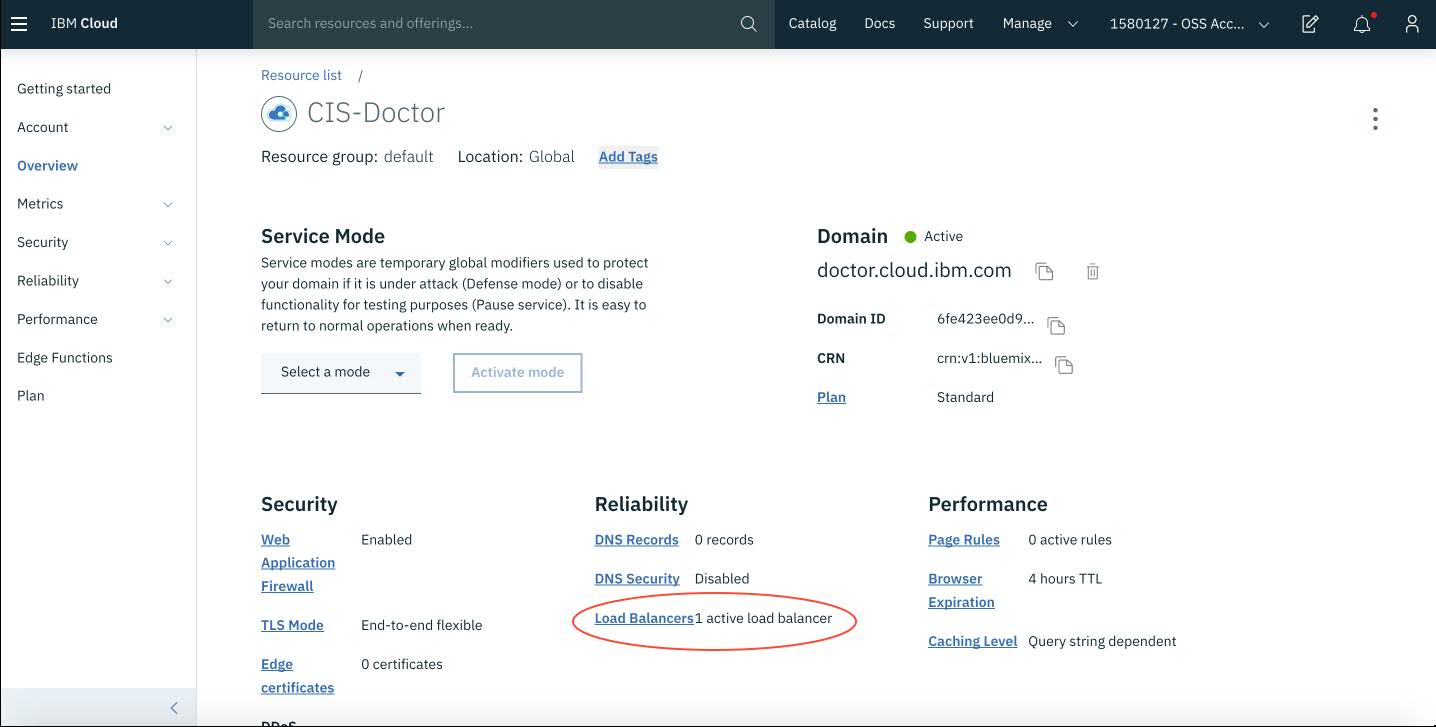 IBM Cloud
Search resources and offerings...
Catalog
Docs
Support
Manage
1580127 - OSS Acc...
Getting started
Account
Overview
Metrics
Security
Reliability
Performance
Edge Functions
Plan
Resource list /
CIS-Doctor
Resource group: default Location: Global Add Tags
Service Mode
Service modes are temporary global modifiers used to protect
your domain if it is under attack (Defense mode) or to disable
functionality for testing purposes (Pause service). It is easy to
return to normal operations when ready.
Select a mode
Activate mode
Domain Active
doctor.cloud.ibm.com
Domain ID 6fe423ee0d9...
CRN crn:v1:bluemix...
Plan Standard
Security
Web Enabled
Application
Firewall
TLS Mode End-to-end flexible
Edge 0 certificates
certificates
DDoS
Reliability
DNS Records 0 records
DNS Security Disabled
Load Balancers 1 active load balancer
Performance
Page Rules 0 active rules
Browser 4 hours TTL
Expiration
Caching Level Query string dependent